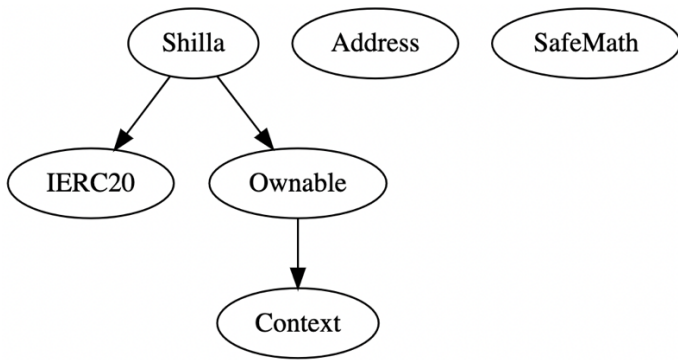 Shilla
Address
SafeMath
IERC20
Ownable
Context